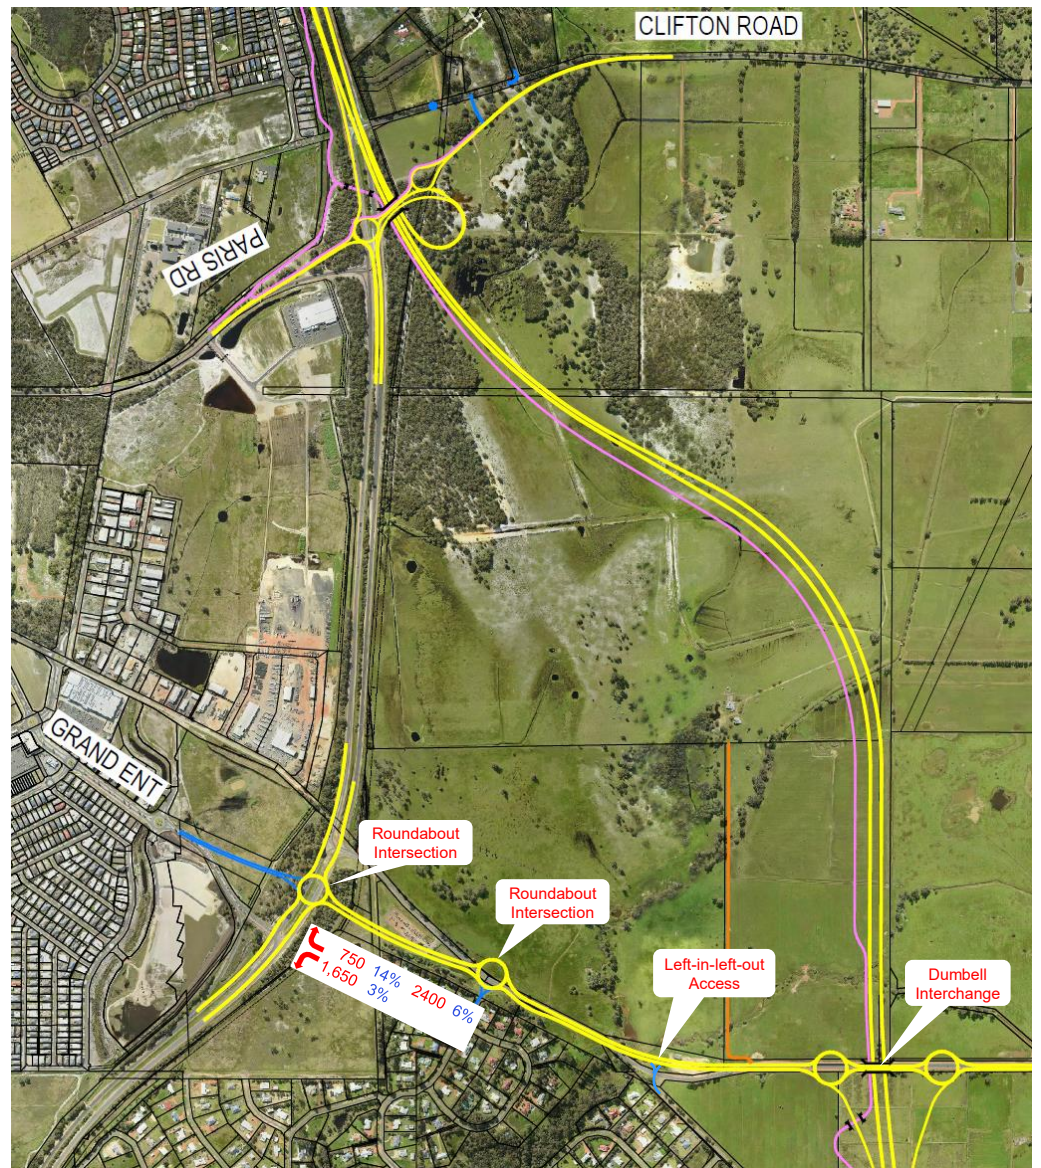 CLIFTON ROAD
PARIS RD
GRAND ENT
Roundabout
Intersection
Roundabout
Intersection
750 14%
1,650 3%
2400 6%
Left-in-left-out
Access
Dumbell
Interchange